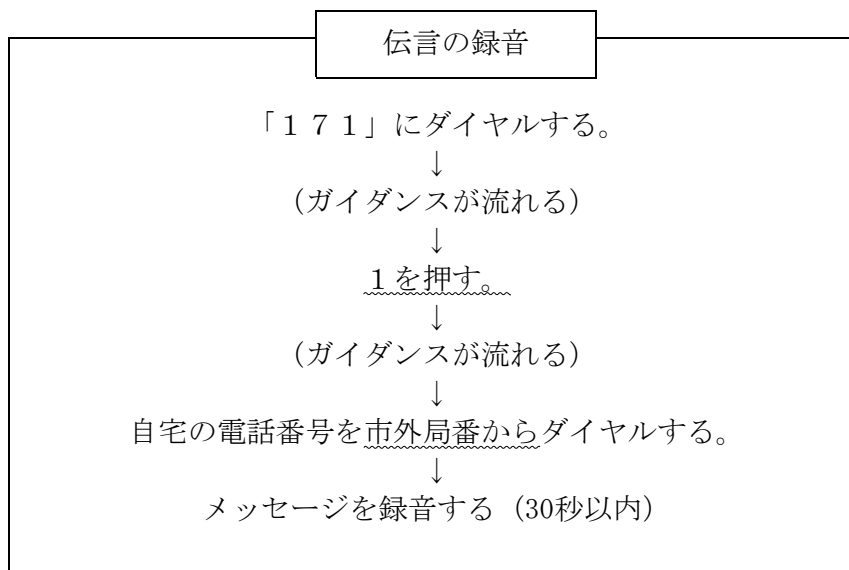 伝言の録音
「１７１」にダイヤルする。
↓
（ガイダンスが流れる）
↓
１を押す。
↓
（ガイダンスが流れる）
↓
自宅の電話番号を市外局番からダイヤルする。
↓
メッセージを録音する（30秒以内）